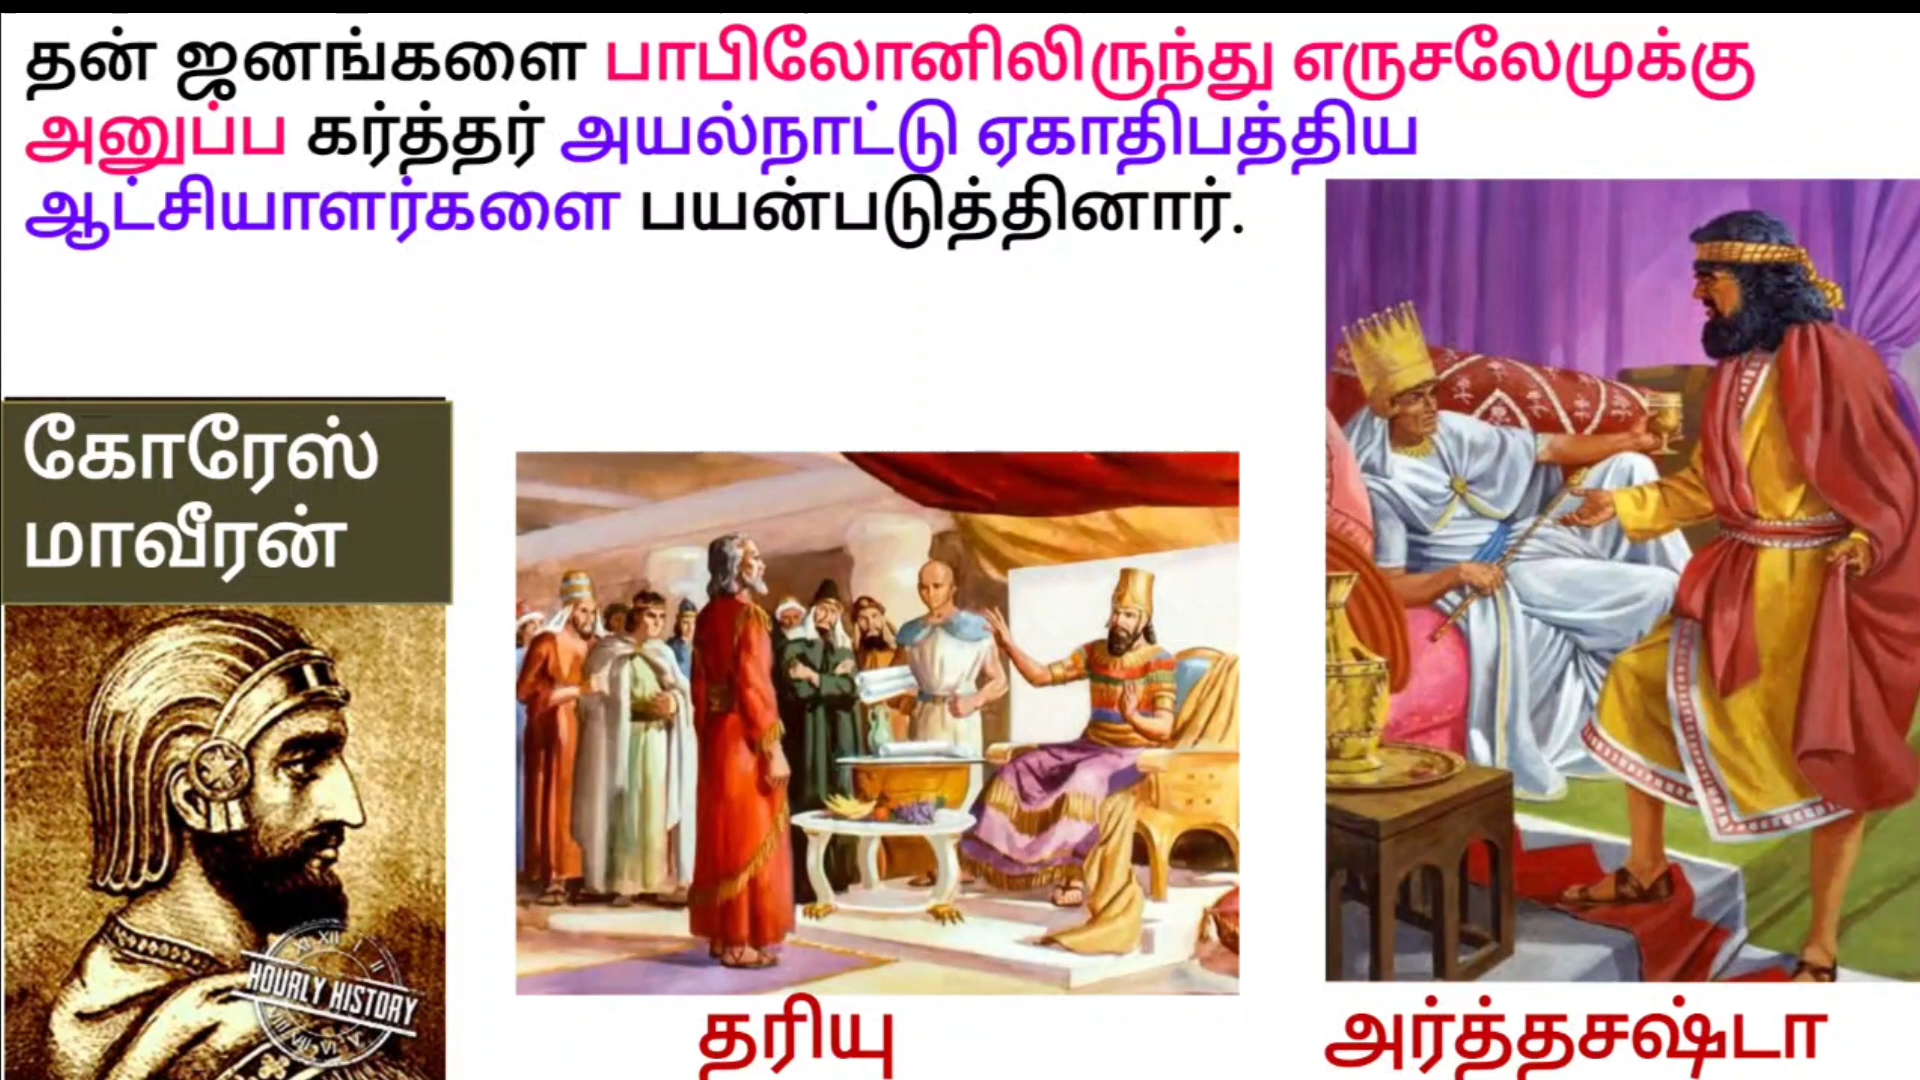 தன் ஜனங்களை பாபிலோனிலிருந்து எருசலேமுக்கு
அனுப்ப கர்த்தர் அயல்நாட்டு ஏகாதிபத்திய
ஆட்சியாளர்களை பயன்படுத்தினார்.
கோரேஸ்
மாவீரன்
HOURLY HISTORY
தரியு
அர்த்தசஷ்டா